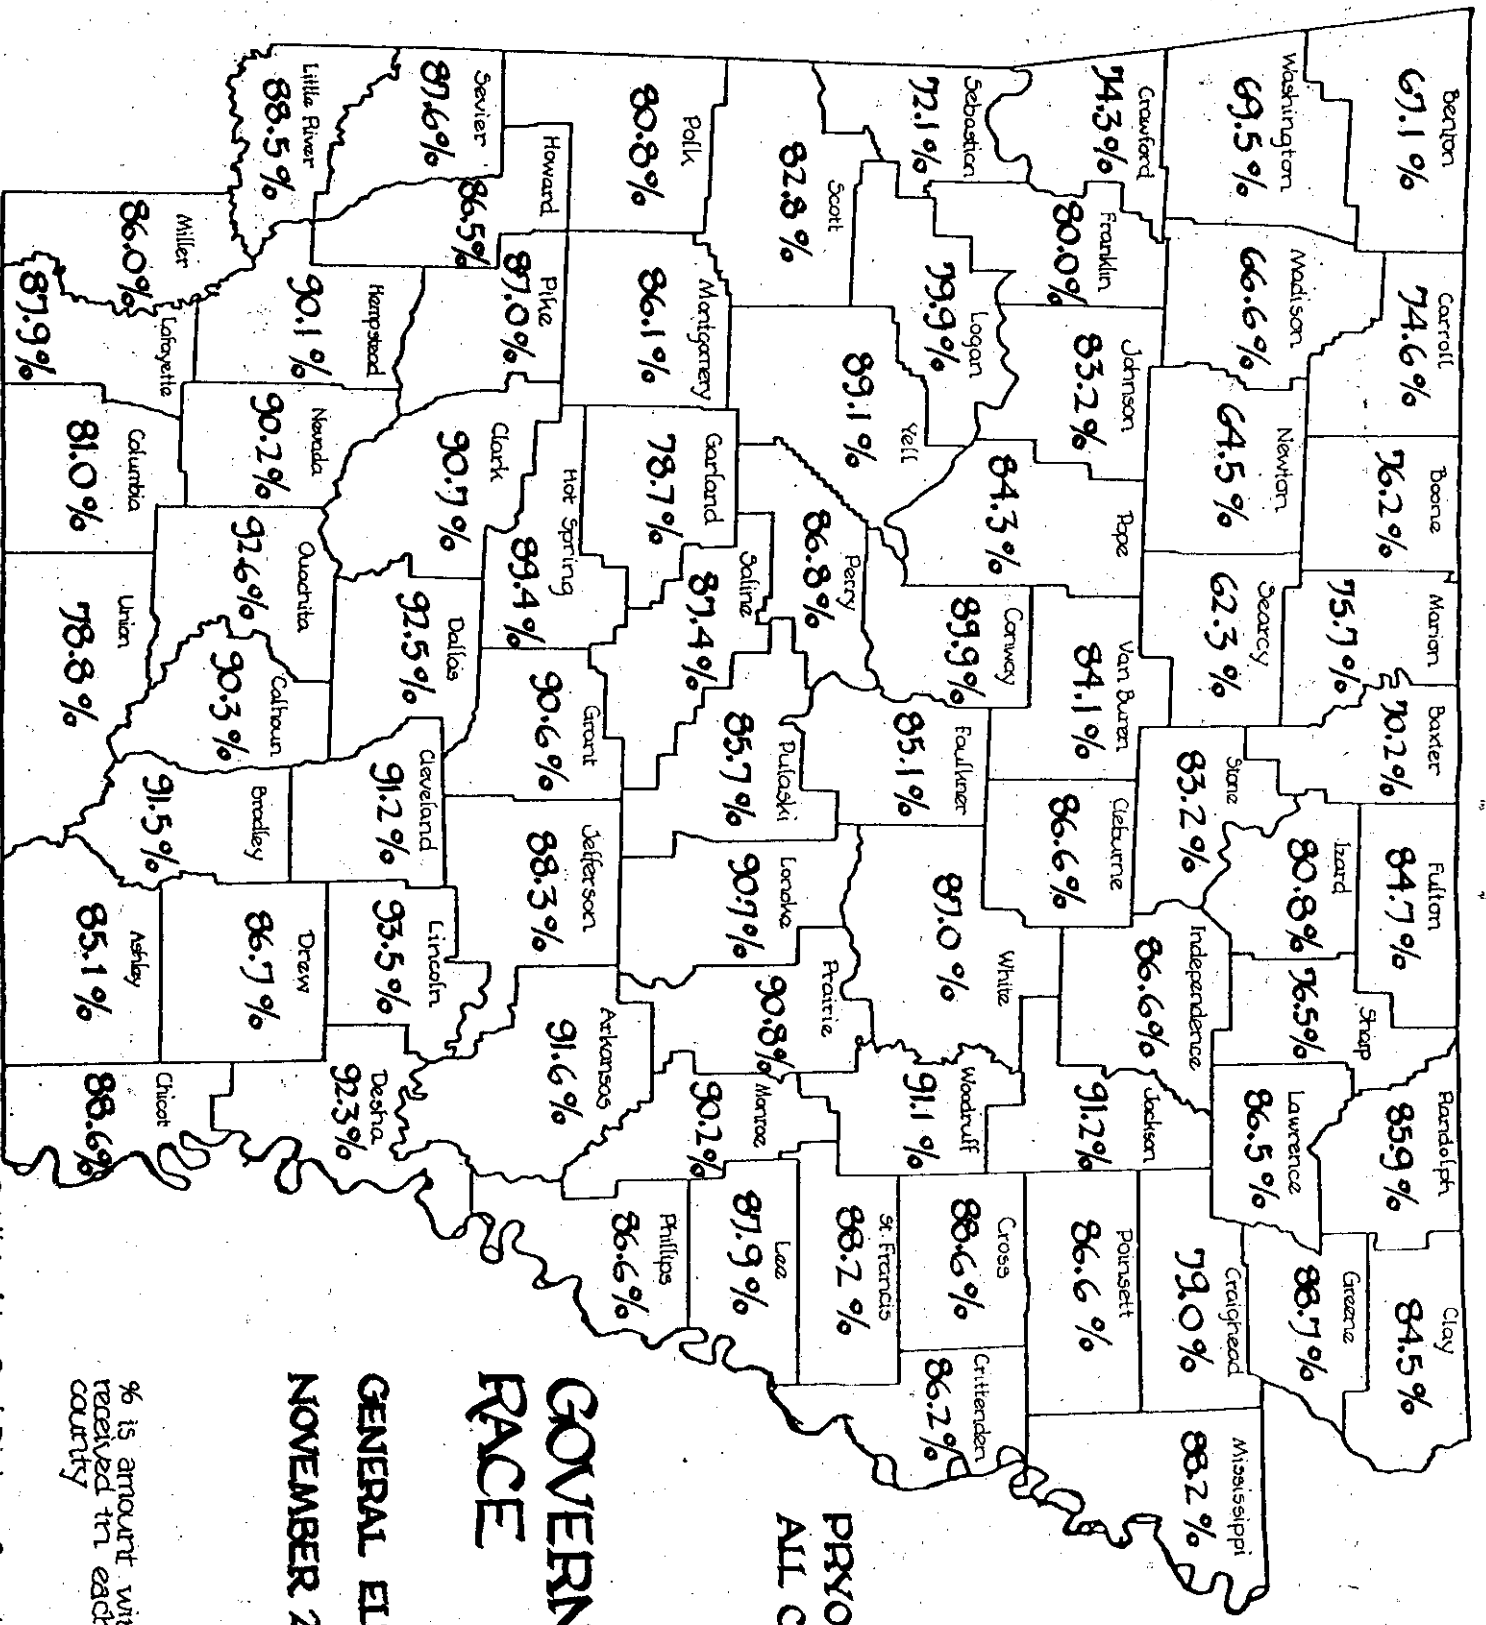 Benton
67.1%
Carroll
74.6%
Boone
76.2%
Marion
75.7%
Baxter
70.2%
Fulton
84.7%
Randolph
85.9%
Clay
84.5%
Washington
69.5%
Madison
66.6%
Newton
64.5%
Searcy
62.3%
Stone
83.2%
Izard
80.8%
Sharp
76.5%
Lawrence
86.5%
Greene
88.7%
Craighead
79.0%
Mississippi
88.2%
Crawford
74.3%
Franklin
80.0%
Johnson
83.2%
Pope
84.3%
Van Buren
84.1%
Cleburne
86.6%
Independence
86.6%
Jackson
91.2%
Poinsett
86.6%
Sebastian
72.1%
Logan
79.9%
Conway
89.9%
Faulkner
85.1%
White
87.0%
Woodruff
91.1%
Cross
88.6%
Crittenden
86.2%
Scott
82.8%
Yell
89.1%
Perry
86.8%
Pulaski
85.7%
Lonoke
90.7%
Prairie
90.8%
Monroe
90.2%
St. Francis
88.2%
Lee
87.9%
Phillips
86.6%
Polk
80.8%
Montgomery
86.1%
Garland
78.7%
Saline
87.4%
Hot Spring
89.4%
Grant
90.6%
Jefferson
88.3%
Arkansas
91.6%
Sevier
87.6%
Howard
86.5%
Pike
87.0%
Clark
90.7%
Dallas
92.5%
Cleveland
91.2%
Lincoln
93.5%
Desha
92.3%
Little River
88.5%
Hempstead
90.1%
Nevada
90.2%
Ouachita
92.6%
Calhoun
90.3%
Bradley
91.5%
Drew
86.7%
Chicot
88.6%
Miller
86.0%
Lafayette
87.9%
Columbia
81.0%
Union
78.8%
Ashley
85.1%
PRYO
ALL C
GOVERN
RACE
GENERAL EL
NOVEMBER 2
% is amount wi
received in each
county